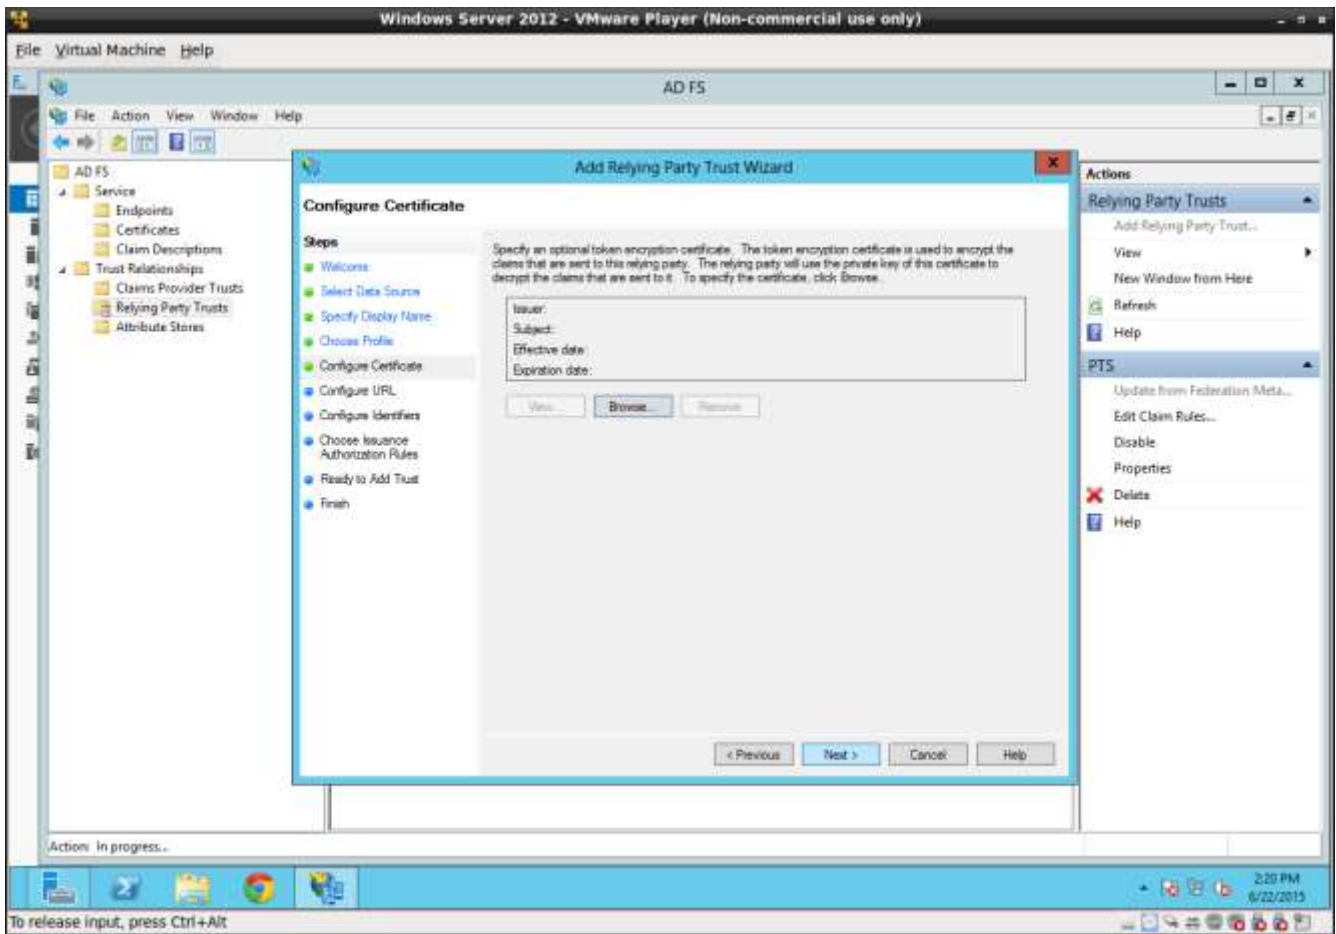 Windows Server 2012 - VMware Player (Non-commercial use only)
File Virtual Machine Help
AD FS
File Action View Window Help
AD FS
Service
Endpoints
Certificates
Claim Descriptions
Trust Relationships
Claims Provider Trusts
Relying Party Trusts
Attribute Stores
Add Relying Party Trust Wizard
Configure Certificate
Steps
Welcome
Select Data Source
Specify Display Name
Choose Profile
Configure Certificate
Configure URL
Configure Identifiers
Choose Issuance
Authorization Rules
Ready to Add Trust
Finish
Specify an optional token encryption certificate. The token encryption certificate is used to encrypt the
claims that are sent to this relying party. The relying party will use the private key of this certificate to
decrypt the claims that are sent to it. To specify the certificate, click Browse.
Issuer:
Subject:
Effective date:
Expiration date:
View... Browse... Remove
< Previous Next > Cancel Help
Actions
Relying Party Trusts
Add Relying Party Trust...
View
New Window from Here
Refresh
Help
PTS
Update from Federation Meta...
Edit Claim Rules...
Disable
Properties
Delete
Help
Action: In progress...
2:20 PM
6/22/2015
To release input, press Ctrl+Alt